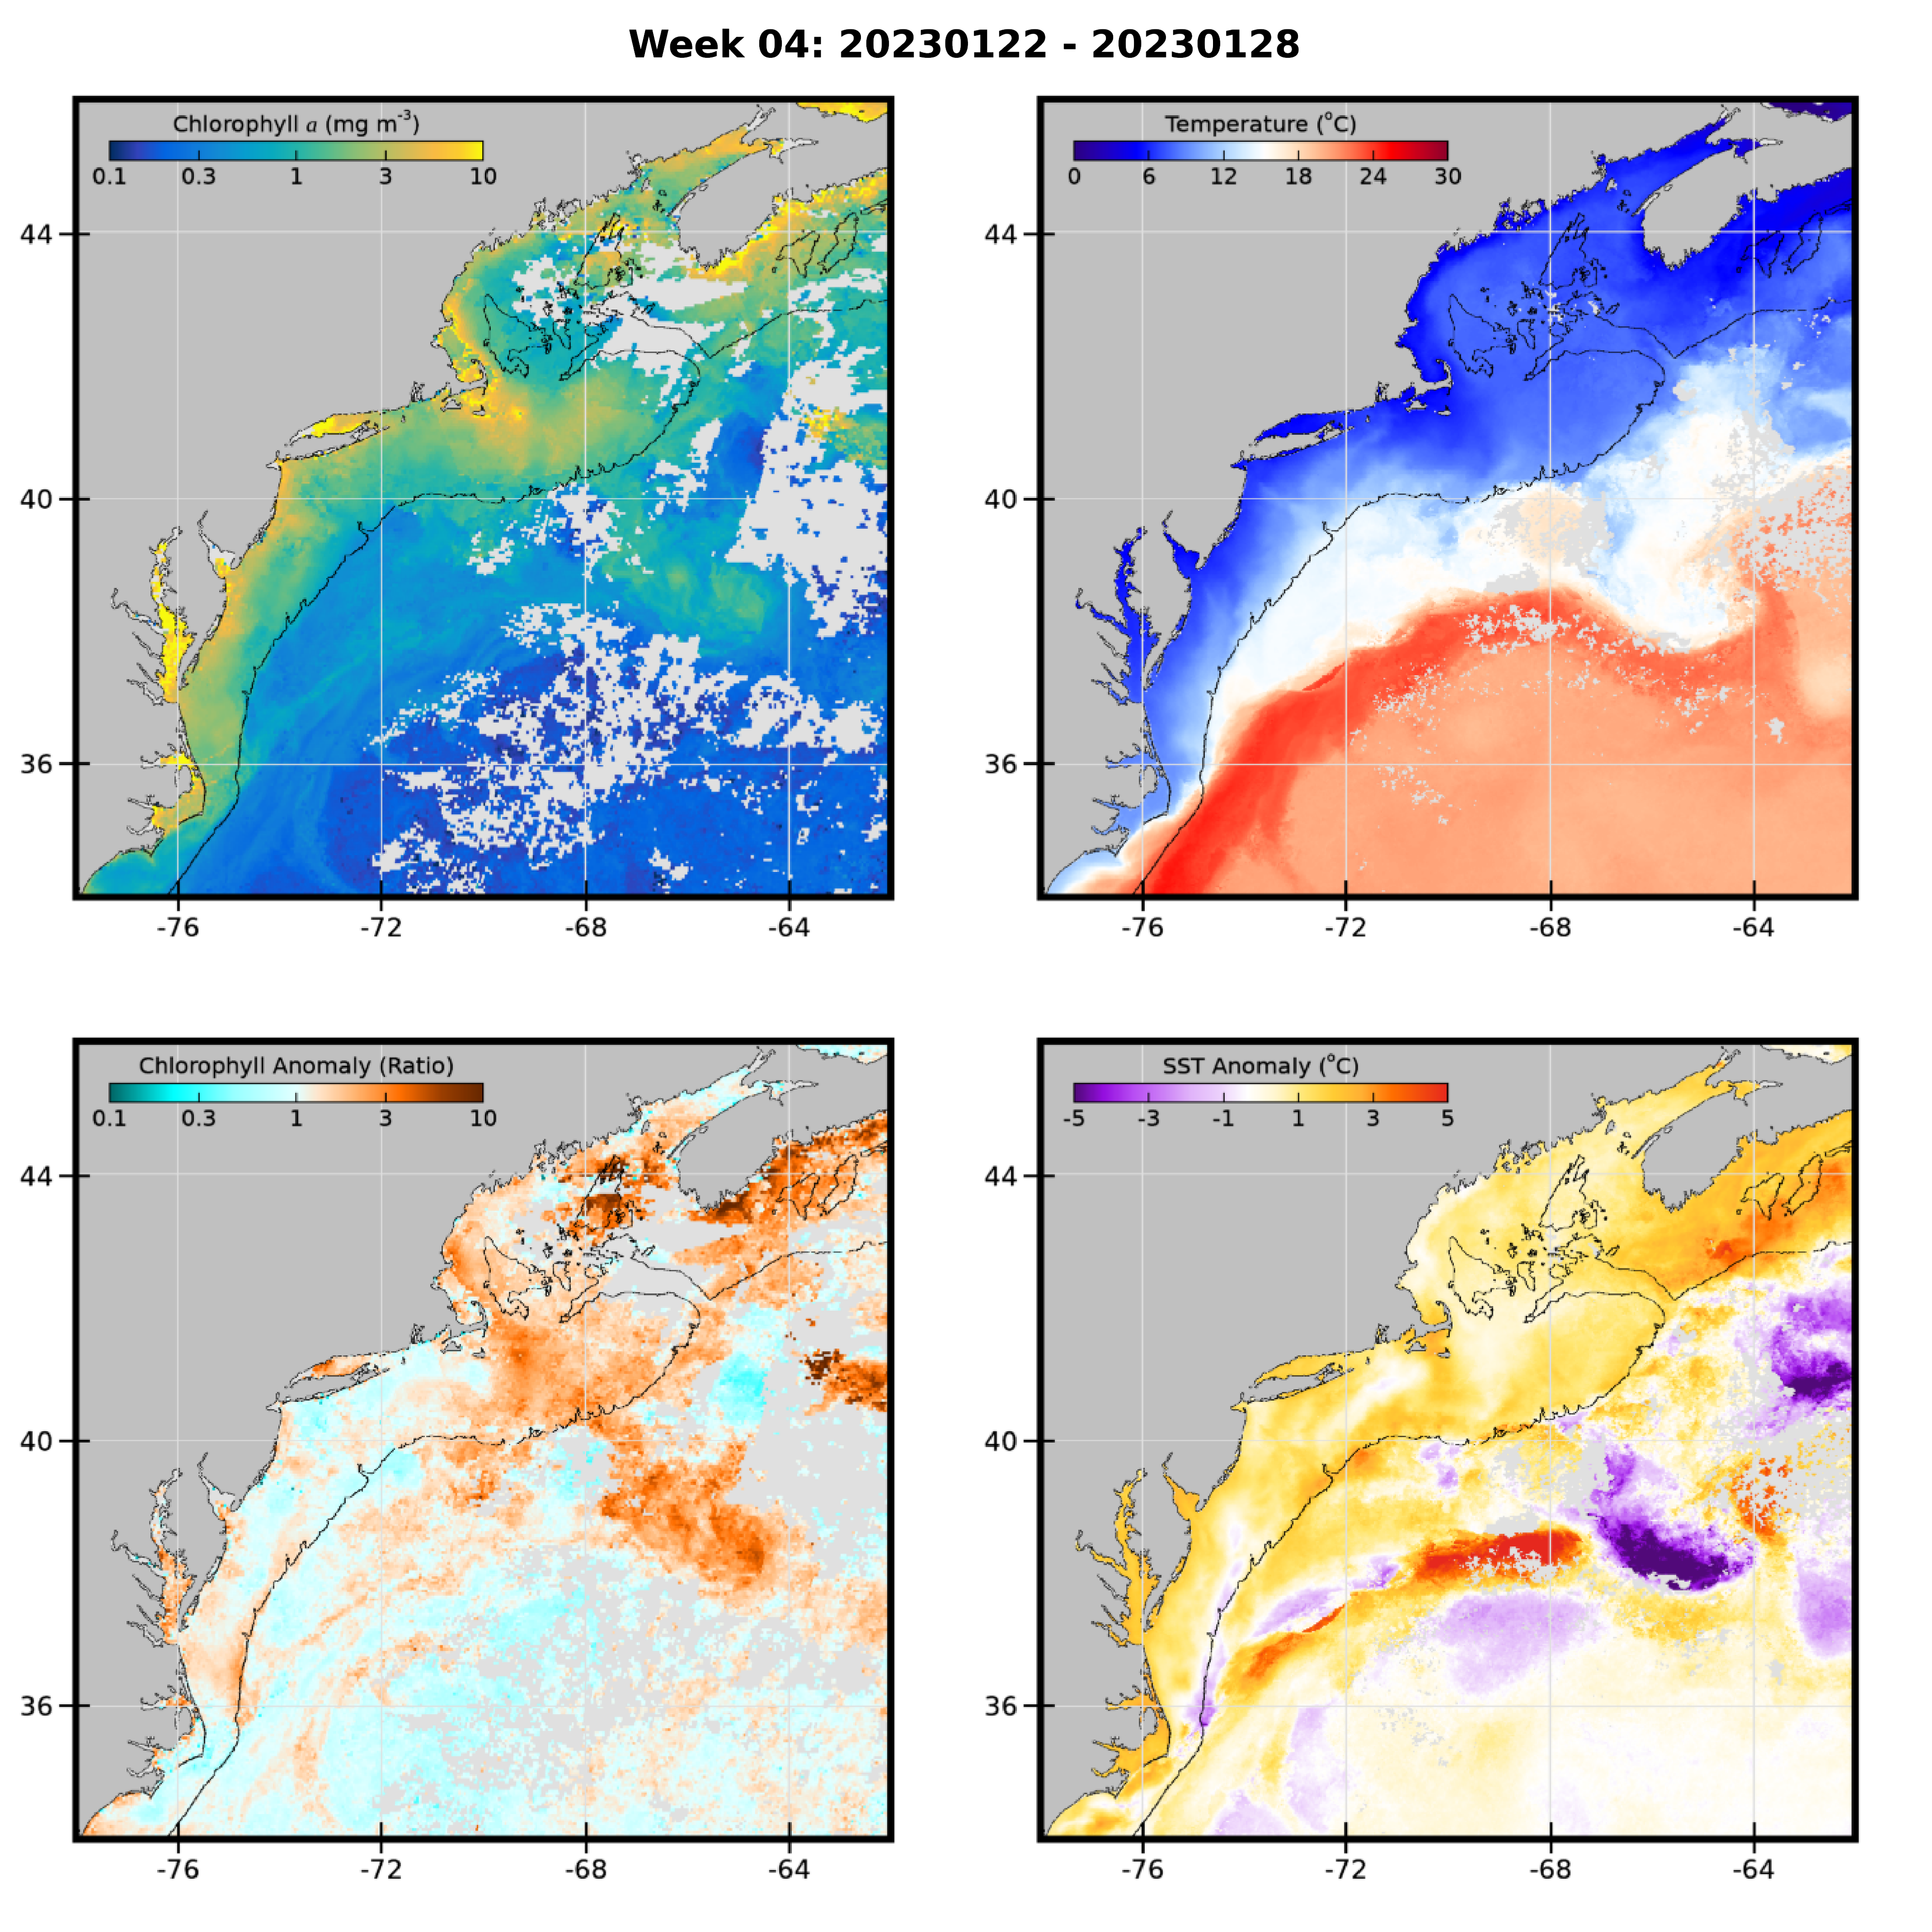 Week 04: 20230122 - 20230128
Chlorophyll a (mg m⁻³)
0.1 0.3 1 3 10
44
40
36
-76 -72 -68 -64
Temperature (°C)
0 6 12 18 24 30
44
40
36
-76 -72 -68 -64
Chlorophyll Anomaly (Ratio)
0.1 0.3 1 3 10
44
40
36
-76 -72 -68 -64
SST Anomaly (°C)
-5 -3 -1 1 3 5
44
40
36
-76 -72 -68 -64